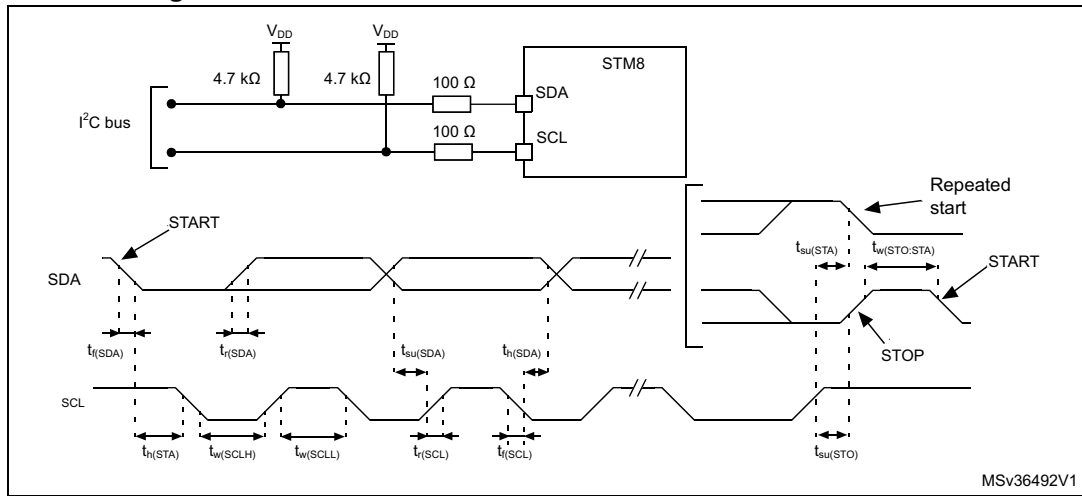 VDD VDD
STM8
4.7 kΩ 4.7 kΩ 100 Ω
SDA
I²C bus
100 Ω
SCL
Repeated
start
START
tsu(STA) tw(STO:STA)
START
SDA
STOP
tf(SDA) tr(SDA) tsu(SDA) th(SDA)
SCL
th(STA) tw(SCLH) tw(SCLL) tr(SCL) tf(SCL) tsu(STO)
MSv36492V1